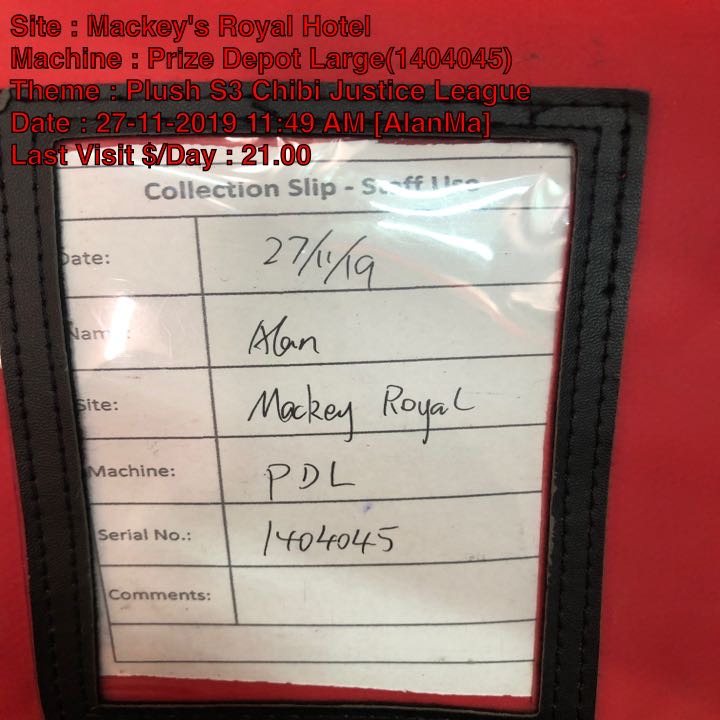 Site : Mackey's Royal Hotel
Machine : Prize Depot Large(1404045)
Theme : Plush S3 Chibi Justice League
Date : 27-11-2019 11:49 AM [AlanMa]
Last Visit $/Day : 21.00
Collection Slip - Staff Use
Date: 27/11/19
Name: Alan
Site: Mackey Royal
Machine: PDL
Serial No.: 1404045
Comments: